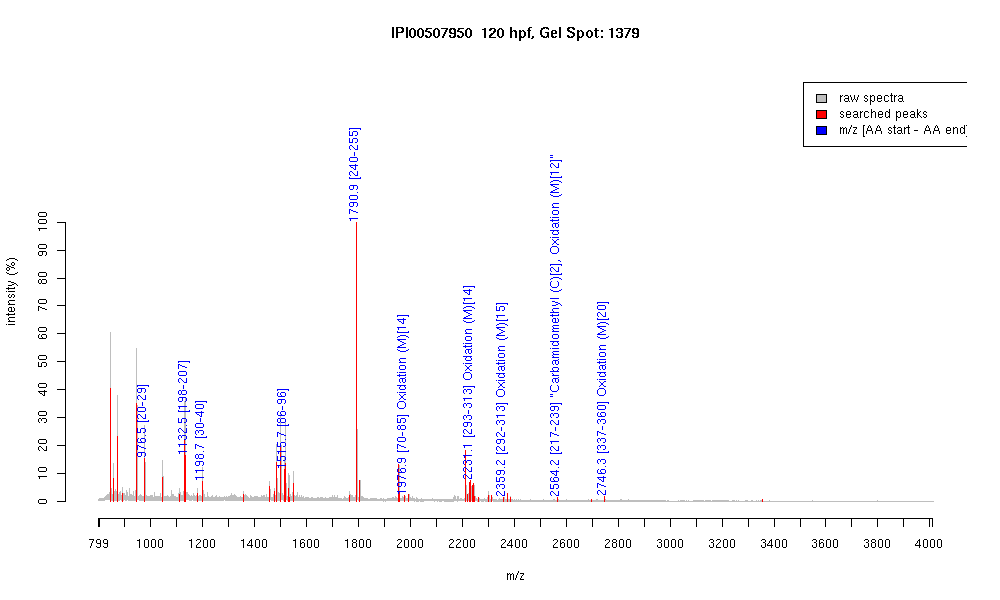 IPI00507950  120 hpf, Gel Spot: 1379
raw spectra
searched peaks
m/z [AA start - AA end]
976.5 [20-29]
1132.5 [198-207]
1198.7 [30-40]
1515.7 [86-96]
1790.9 [240-255]
1976.9 [70-85] Oxidation (M)[14]
2231.1 [293-313] Oxidation (M)[14]
2359.2 [292-313] Oxidation (M)[15]
2564.2 [217-239] "Carbamidomethyl (C)[2], Oxidation (M)[12]"
2746.3 [337-360] Oxidation (M)[20]
intensity (%)
100
90
80
70
60
50
40
30
20
10
0
799 1000 1200 1400 1600 1800 2000 2200 2400 2600 2800 3000 3200 3400 3600 3800 4000
m/z